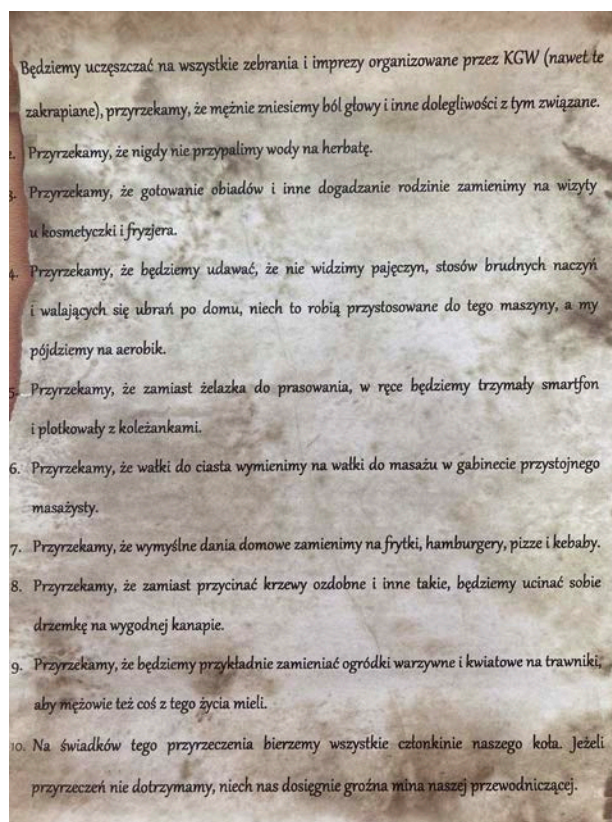 Będziemy uczęszczać na wszystkie zebrania i imprezy organizowane przez KGW (nawet te
zakrapiane), przyrzekamy, że mężnie zniesiemy ból głowy i inne dolegliwości z tym związane.
2. Przyrzekamy, że nigdy nie przypalimy wody na herbatę.
3. Przyrzekamy, że gotowanie obiadów i inne dogadzanie rodzinie zamienimy na wizyty
u kosmetyczki i fryzjera.
4. Przyrzekamy, że będziemy udawać, że nie widzimy pajęczyn, stosów brudnych naczyń
i walających się ubrań po domu, niech to robią przystosowane do tego maszyny, a my
pójdziemy na aerobik.
5. Przyrzekamy, że zamiast żelazka do prasowania, w ręce będziemy trzymały smartfon
i plotkowały z koleżankami.
6. Przyrzekamy, że wałki do ciasta wymienimy na wałki do masażu w gabinecie przystojnego
masażysty.
7. Przyrzekamy, że wymyślne dania domowe zamienimy na frytki, hamburgery, pizze i kebaby.
8. Przyrzekamy, że zamiast przycinać krzewy ozdobne i inne takie, będziemy ucinać sobie
drzemkę na wygodnej kanapie.
9. Przyrzekamy, że będziemy przykładnie zamieniać ogródki warzywne i kwiatowe na trawniki,
aby mężowie też coś z tego życia mieli.
10. Na świadków tego przyrzeczenia bierzemy wszystkie członkinie naszego koła. Jeżeli
przyrzeczeń nie dotrzymamy, niech nas dosięgnie groźna mina naszej przewodniczącej.